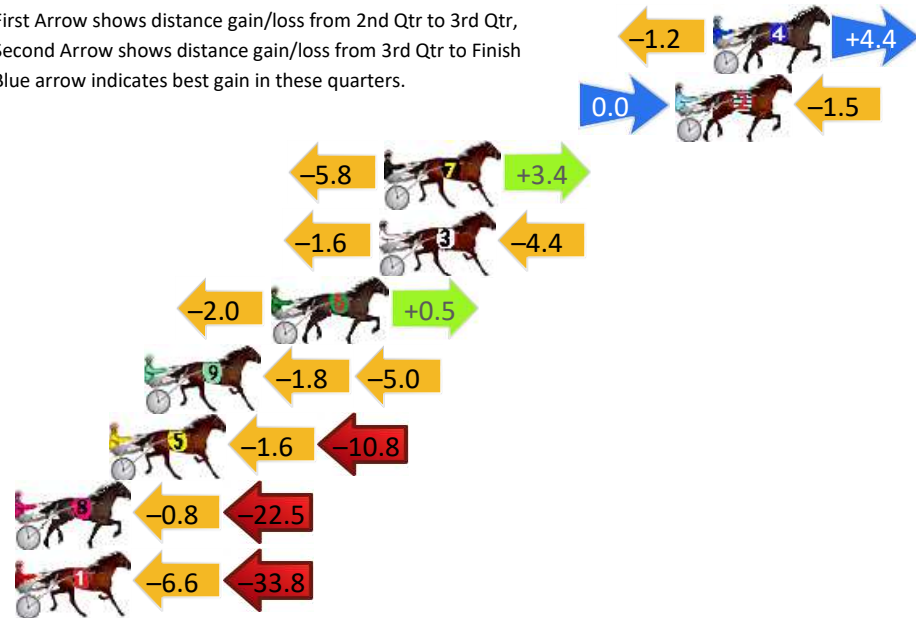 First Arrow shows distance gain/loss from 2nd Qtr to 3rd Qtr,
Second Arrow shows distance gain/loss from 3rd Qtr to Finish
Blue arrow indicates best gain in these quarters.
−1.2 4 +4.4
0.0 2 −1.5
−5.8 7 +3.4
−1.6 3 −4.4
−2.0 6 +0.5
9 −1.8 −5.0
5 −1.6 −10.8
8 −0.8 −22.5
1 −6.6 −33.8